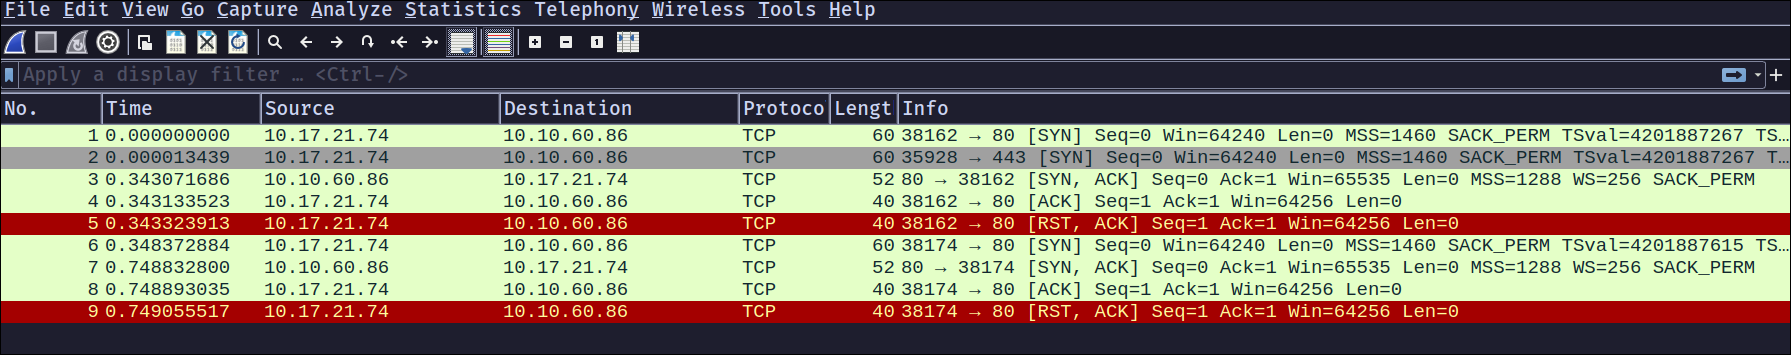 File Edit View Go Capture Analyze Statistics Telephony Wireless Tools Help
Apply a display filter … <Ctrl-/>
No. Time Source Destination Protoco Lengt Info
1 0.000000000 10.17.21.74 10.10.60.86 TCP 60 38162 → 80 [SYN] Seq=0 Win=64240 Len=0 MSS=1460 SACK_PERM TSval=4201887267 TS…
2 0.000013439 10.17.21.74 10.10.60.86 TCP 60 35928 → 443 [SYN] Seq=0 Win=64240 Len=0 MSS=1460 SACK_PERM TSval=4201887267 T…
3 0.343071686 10.10.60.86 10.17.21.74 TCP 52 80 → 38162 [SYN, ACK] Seq=0 Ack=1 Win=65535 Len=0 MSS=1288 WS=256 SACK_PERM
4 0.343133523 10.17.21.74 10.10.60.86 TCP 40 38162 → 80 [ACK] Seq=1 Ack=1 Win=64256 Len=0
5 0.343323913 10.17.21.74 10.10.60.86 TCP 40 38162 → 80 [RST, ACK] Seq=1 Ack=1 Win=64256 Len=0
6 0.348372884 10.17.21.74 10.10.60.86 TCP 60 38174 → 80 [SYN] Seq=0 Win=64240 Len=0 MSS=1460 SACK_PERM TSval=4201887615 TS…
7 0.748832800 10.10.60.86 10.17.21.74 TCP 52 80 → 38174 [SYN, ACK] Seq=0 Ack=1 Win=65535 Len=0 MSS=1288 WS=256 SACK_PERM
8 0.748893035 10.17.21.74 10.10.60.86 TCP 40 38174 → 80 [ACK] Seq=1 Ack=1 Win=64256 Len=0
9 0.749055517 10.17.21.74 10.10.60.86 TCP 40 38174 → 80 [RST, ACK] Seq=1 Ack=1 Win=64256 Len=0